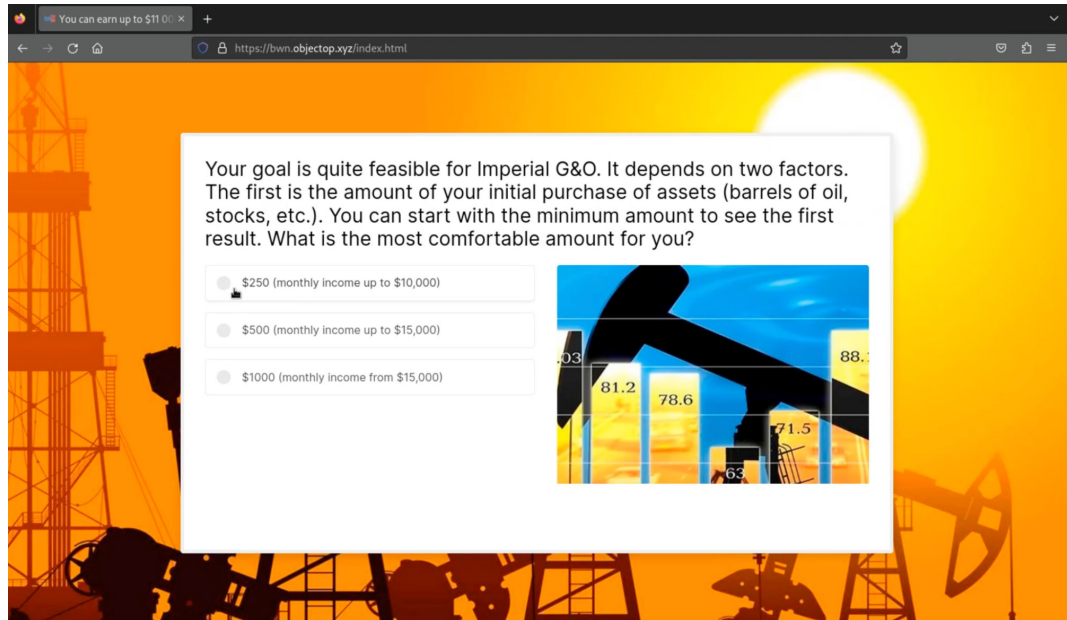 You can earn up to $11 00
https://bwn.objectop.xyz/index.html
Your goal is quite feasible for Imperial G&O. It depends on two factors.
The first is the amount of your initial purchase of assets (barrels of oil,
stocks, etc.). You can start with the minimum amount to see the first
result. What is the most comfortable amount for you?
$250 (monthly income up to $10,000)
$500 (monthly income up to $15,000)
$1000 (monthly income from $15,000)
.03
81.2
78.6
63
71.5
88.